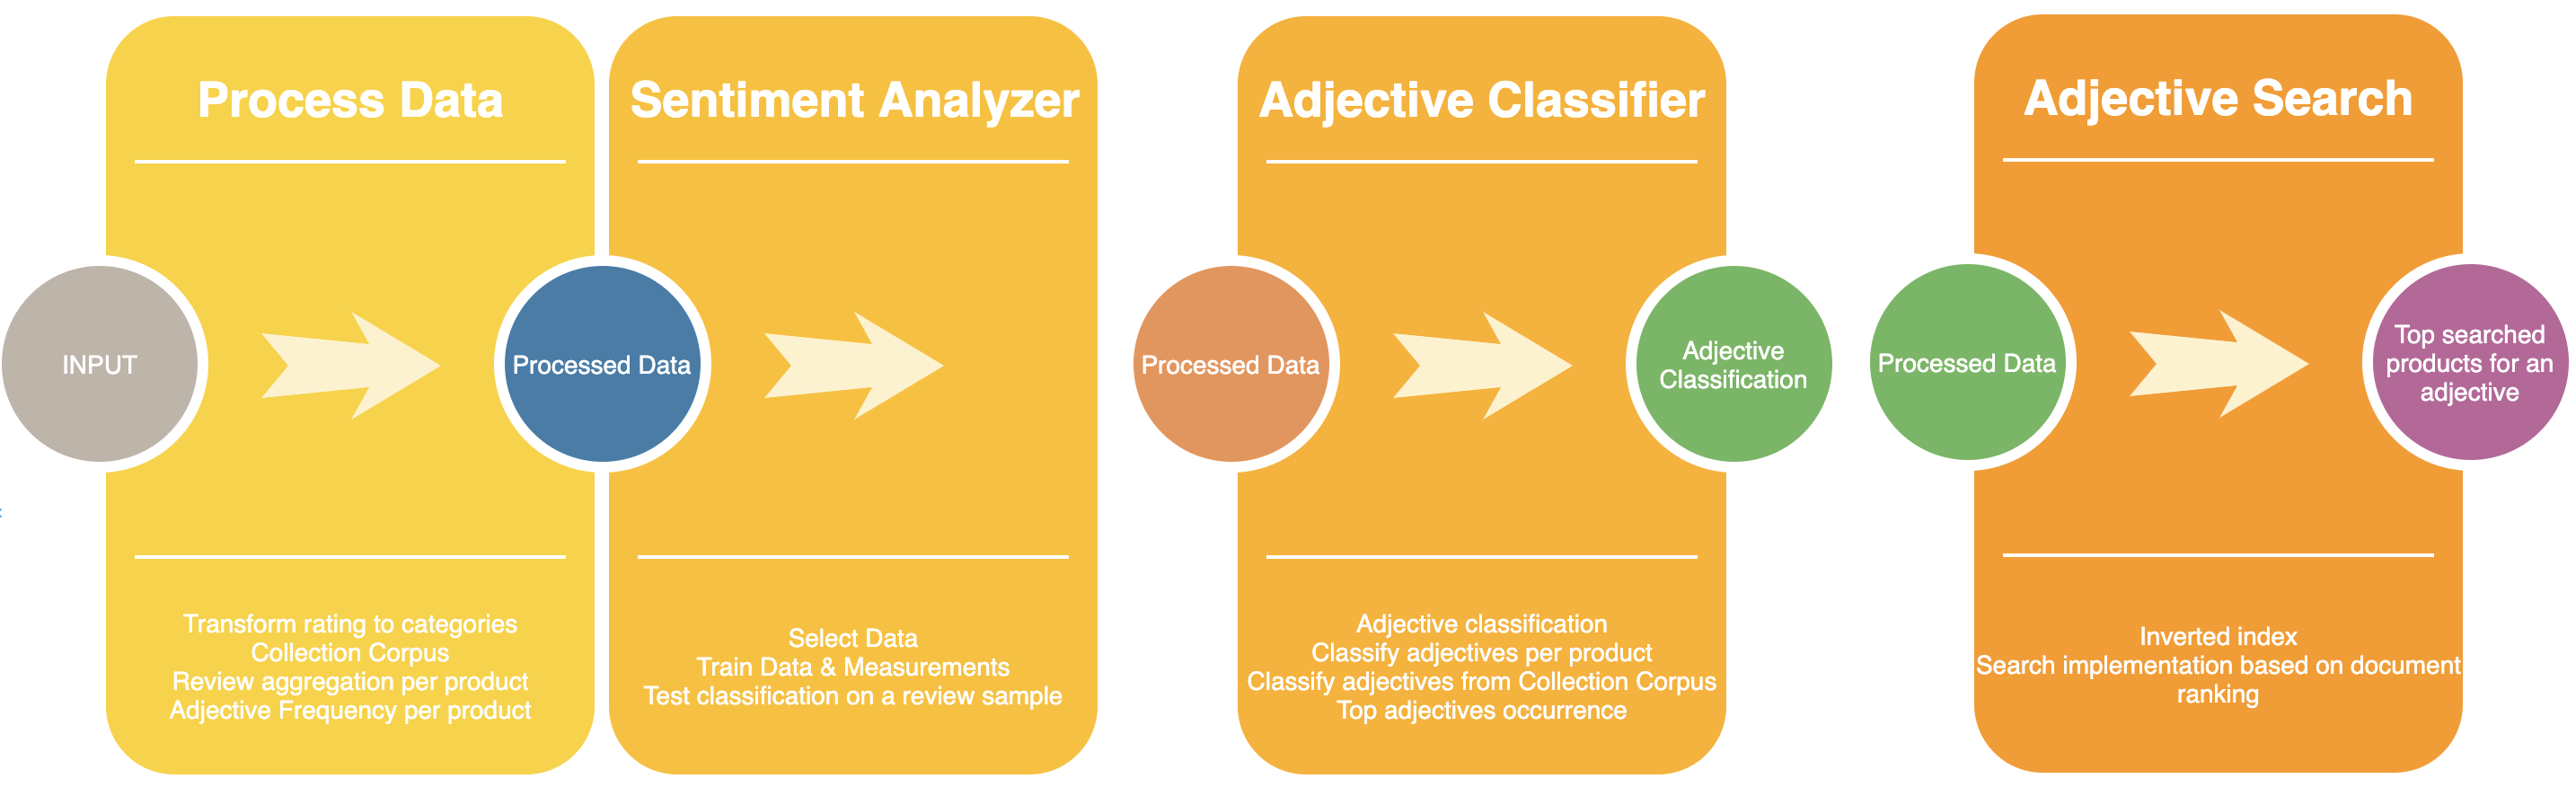 Process Data
INPUT
Processed Data
Transform rating to categories
Collection Corpus
Review aggregation per product
Adjective Frequency per product
Sentiment Analyzer
Select Data
Train Data & Measurements
Test classification on a review sample
Adjective Classifier
Processed Data
Adjective
Classification
Adjective classification
Classify adjectives per product
Classify adjectives from Collection Corpus
Top adjectives occurrence
Adjective Search
Processed Data
Top searched
products for an
adjective
Inverted index
Search implementation based on document
ranking